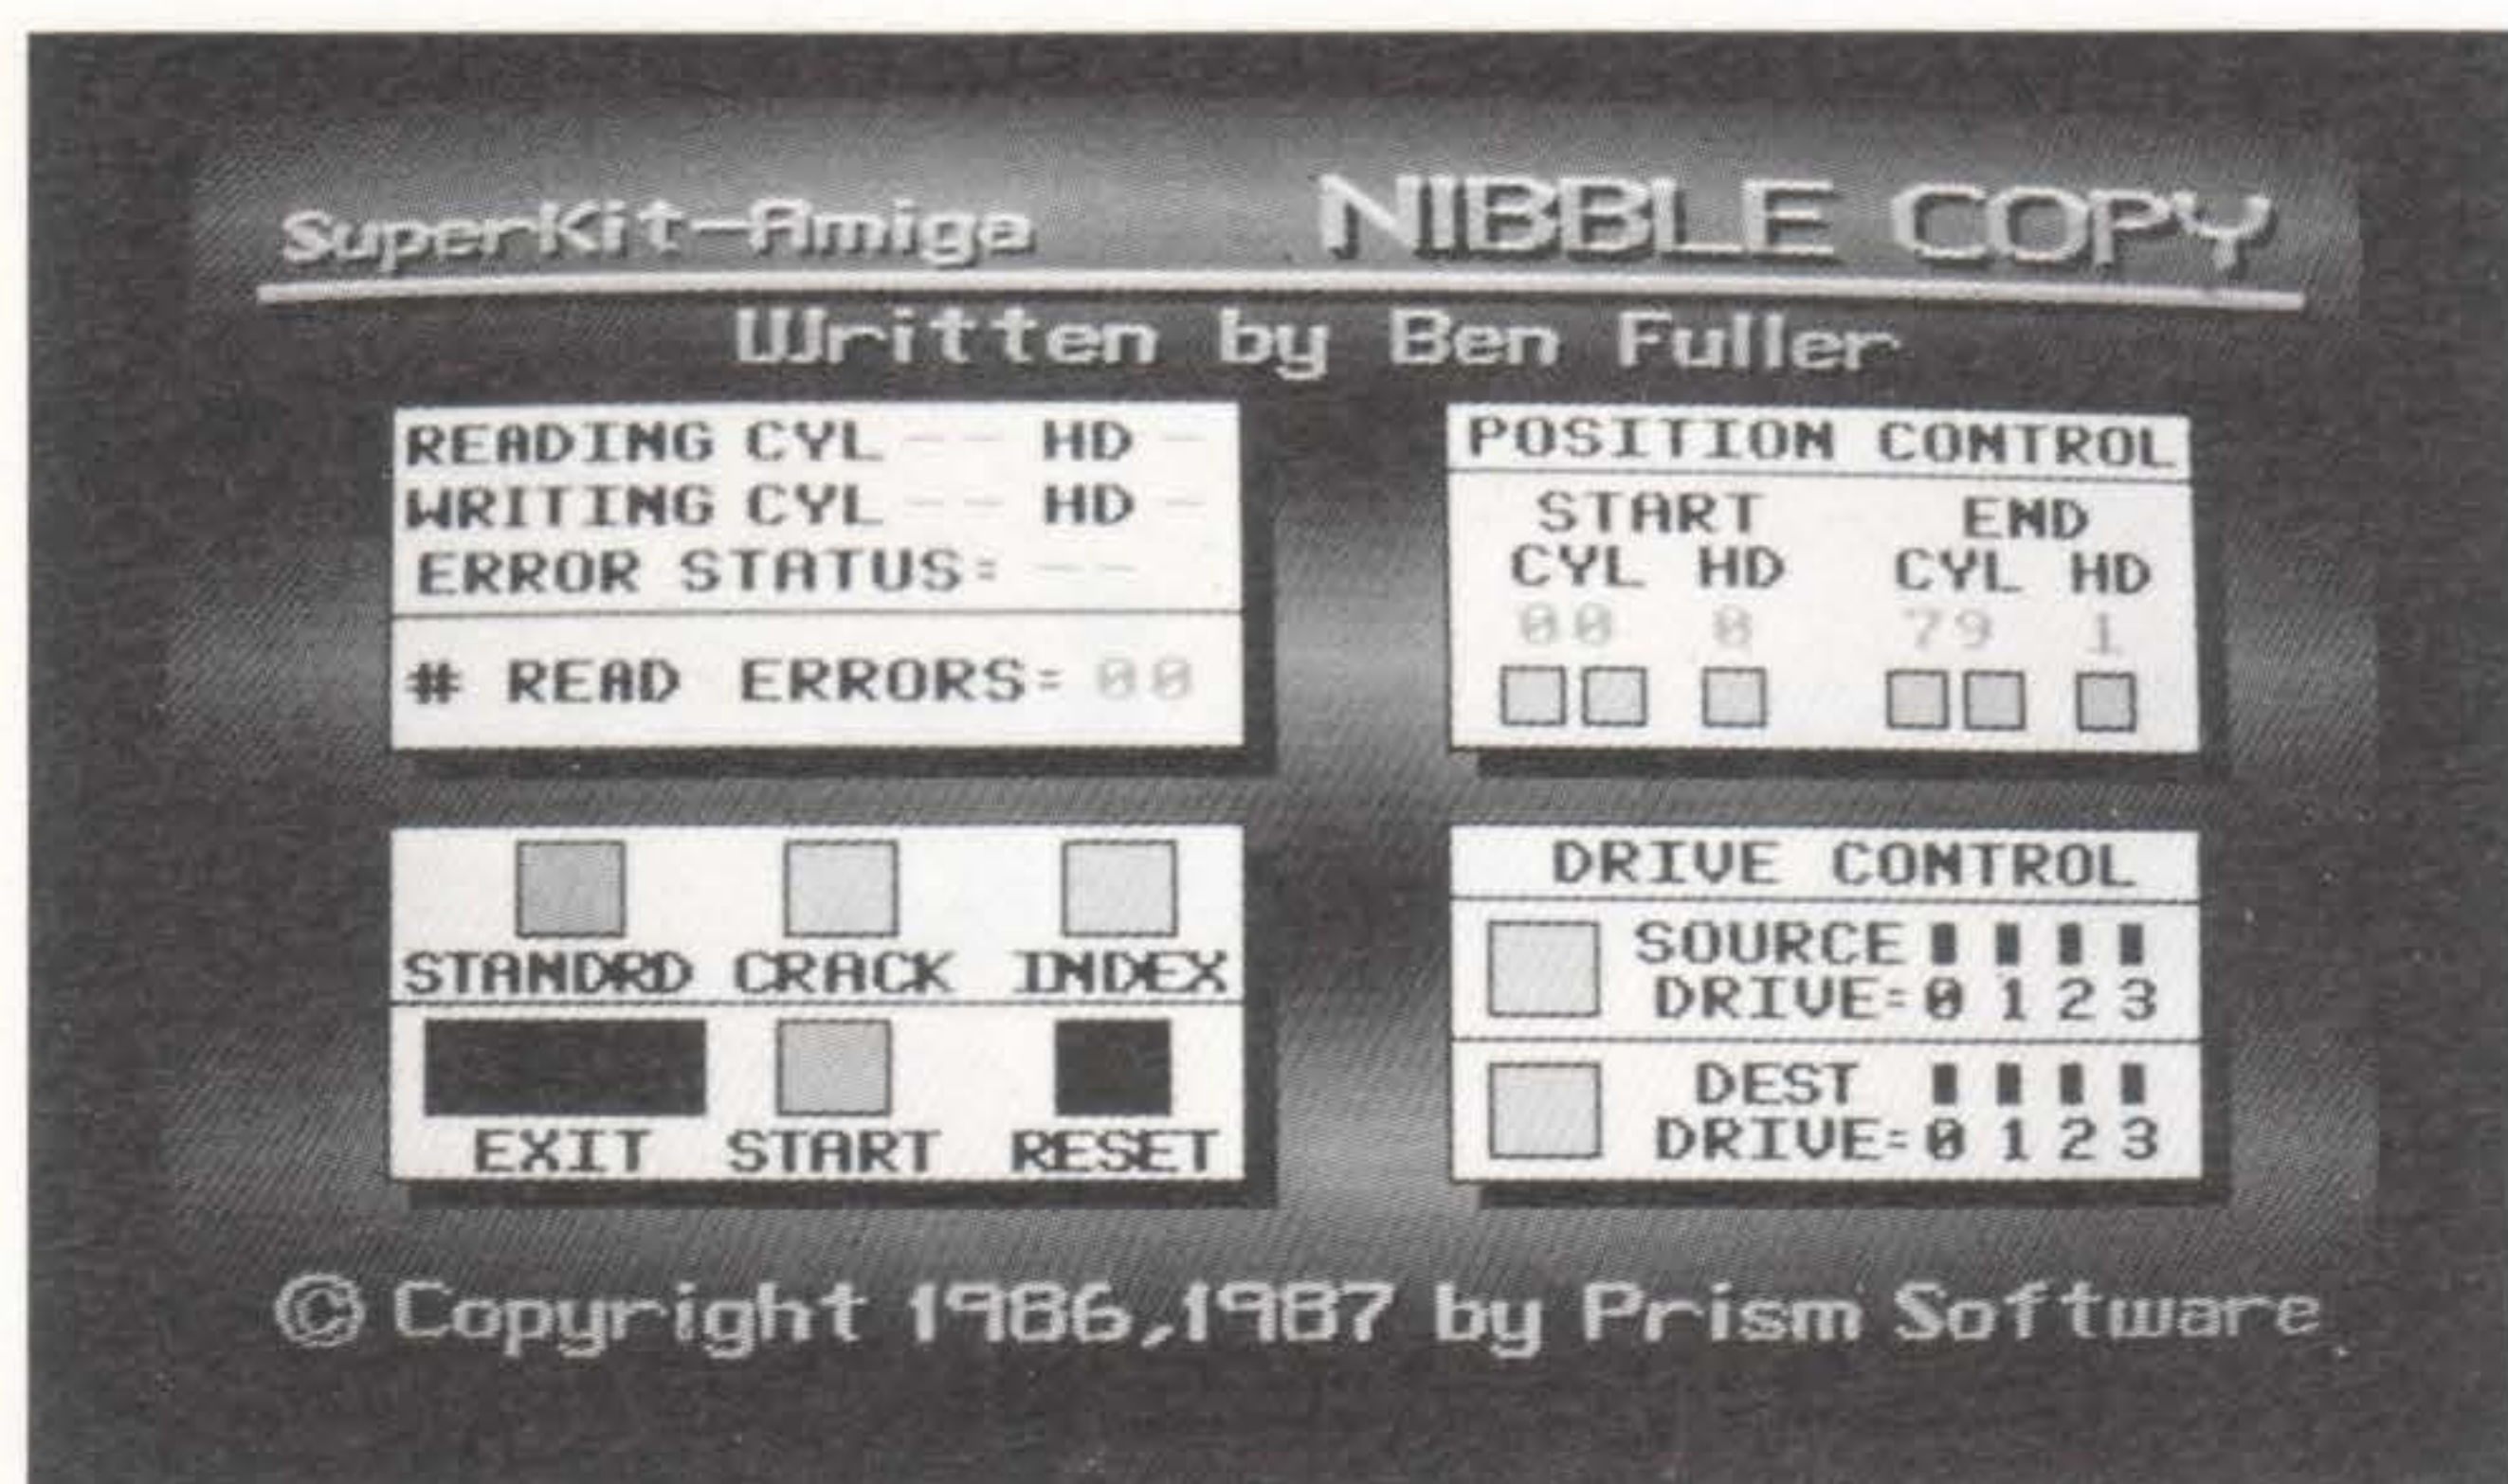 SuperKit-Amiga NIBBLE COPY
Written by Ben Fuller
READING CYL -- HD -
WRITING CYL -- HD -
ERROR STATUS= --
# READ ERRORS= 00
POSITION CONTROL
START END
CYL HD CYL HD
00 0 79 1
STANDRD CRACK INDEX
EXIT START RESET
DRIVE CONTROL
SOURCE
DRIVE=0 1 2 3
DEST
DRIVE=0 1 2 3
© Copyright 1986,1987 by Prism Software